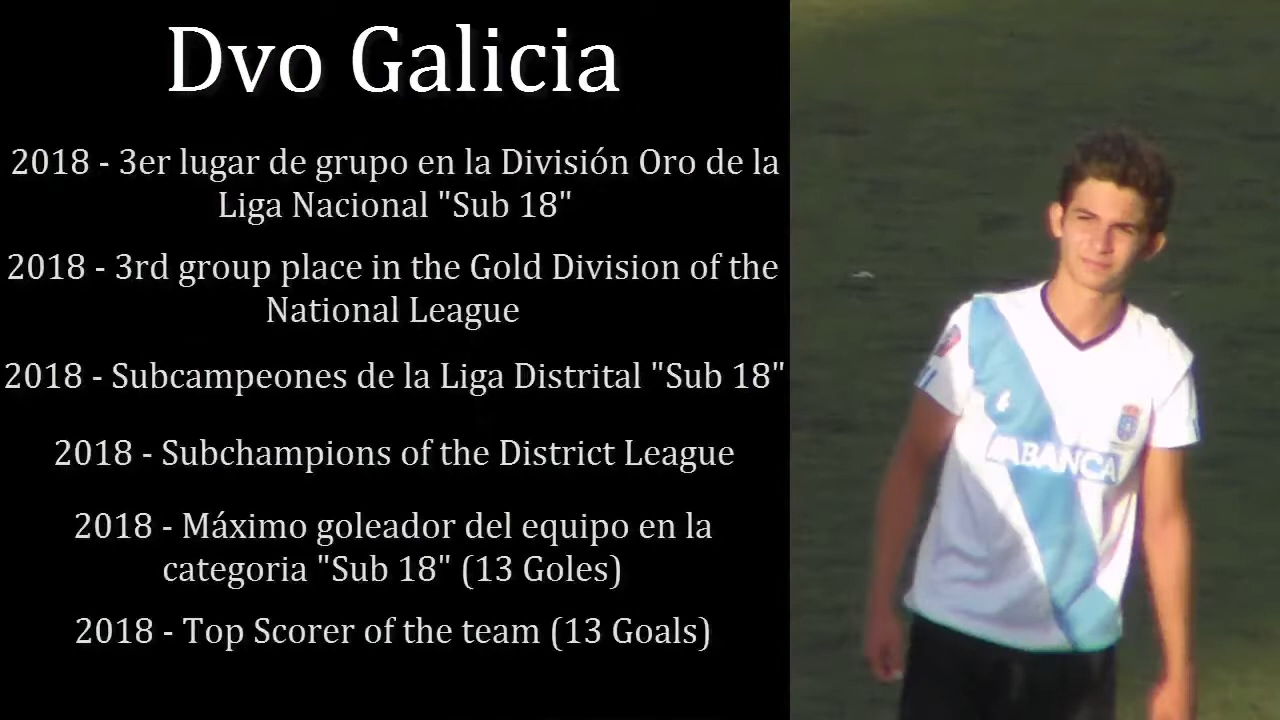 Dvo Galicia
2018 - 3er lugar de grupo en la División Oro de la
Liga Nacional "Sub 18"
2018 - 3rd group place in the Gold Division of the
National League
2018 - Subcampeones de la Liga Distrital "Sub 18"
2018 - Subchampions of the District League
2018 - Máximo goleador del equipo en la
categoria "Sub 18" (13 Goles)
2018 - Top Scorer of the team (13 Goals)
ABANCA